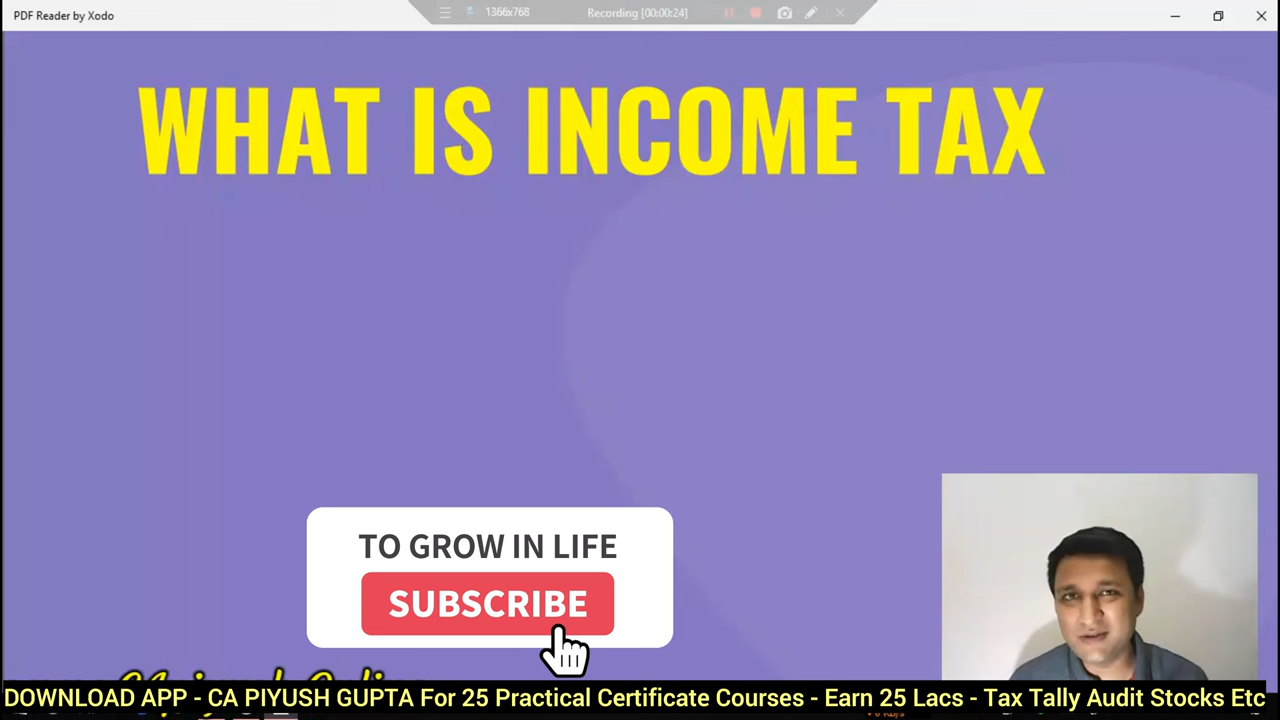 PDF Reader by Xodo
1366x768
Recording [00:00:24]
WHAT IS INCOME TAX
TO GROW IN LIFE
SUBSCRIBE
DOWNLOAD APP - CA PIYUSH GUPTA For 25 Practical Certificate Courses - Earn 25 Lacs - Tax Tally Audit Stocks Etc